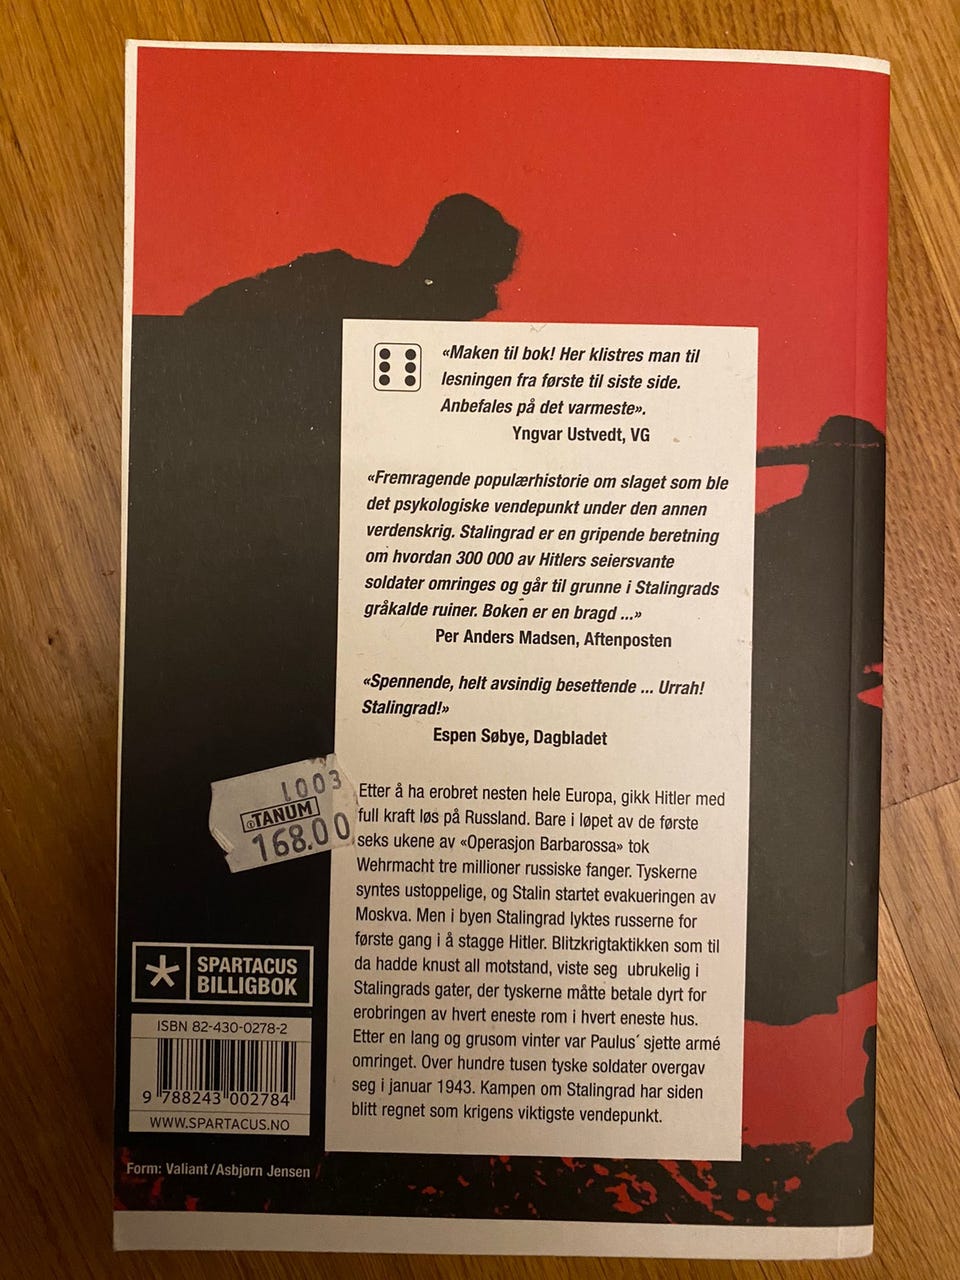 «Maken til bok! Her klistres man til
lesningen fra første til siste side.
Anbefales på det varmeste».
Yngvar Ustvedt, VG
«Fremragende populærhistorie om slaget som ble
det psykologiske vendepunkt under den annen
verdenskrig. Stalingrad er en gripende beretning
om hvordan 300 000 av Hitlers seiersvante
soldater omringes og går til grunne i Stalingrads
gråkalde ruiner. Boken er en bragd ...»
Per Anders Madsen, Aftenposten
«Spennende, helt avsindig besettende ... Urrah!
Stalingrad!»
Espen Søbye, Dagbladet
Etter å ha erobret nesten hele Europa, gikk Hitler med
full kraft løs på Russland. Bare i løpet av de første
seks ukene av «Operasjon Barbarossa» tok
Wehrmacht tre millioner russiske fanger. Tyskerne
syntes ustoppelige, og Stalin startet evakueringen av
Moskva. Men i byen Stalingrad lyktes russerne for
første gang i å stagge Hitler. Blitzkrigtaktikken som til
da hadde knust all motstand, viste seg ubrukelig i
Stalingrads gater, der tyskerne måtte betale dyrt for
erobringen av hvert eneste rom i hvert eneste hus.
Etter en lang og grusom vinter var Paulus´ sjette armé
omringet. Over hundre tusen tyske soldater overgav
seg i januar 1943. Kampen om Stalingrad har siden
blitt regnet som krigens viktigste vendepunkt.
1003
TANUM
168.00
SPARTACUS
BILLIGBOK
ISBN 82-430-0278-2
9 788243 002784
WWW.SPARTACUS.NO
Form: Valiant/Asbjørn Jensen